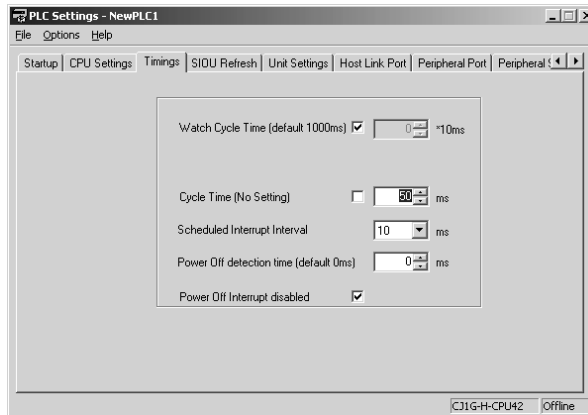 PLC Settings - NewPLC1
File Options Help
Startup CPU Settings Timings SIOU Refresh Unit Settings Host Link Port Peripheral Port Peripheral
Watch Cycle Time (default 1000ms) 0 *10ms
Cycle Time (No Setting) 50 ms
Scheduled Interrupt Interval 10 ms
Power Off detection time (default 0ms) 0 ms
Power Off Interrupt disabled
CJ1G-H-CPU42 Offline